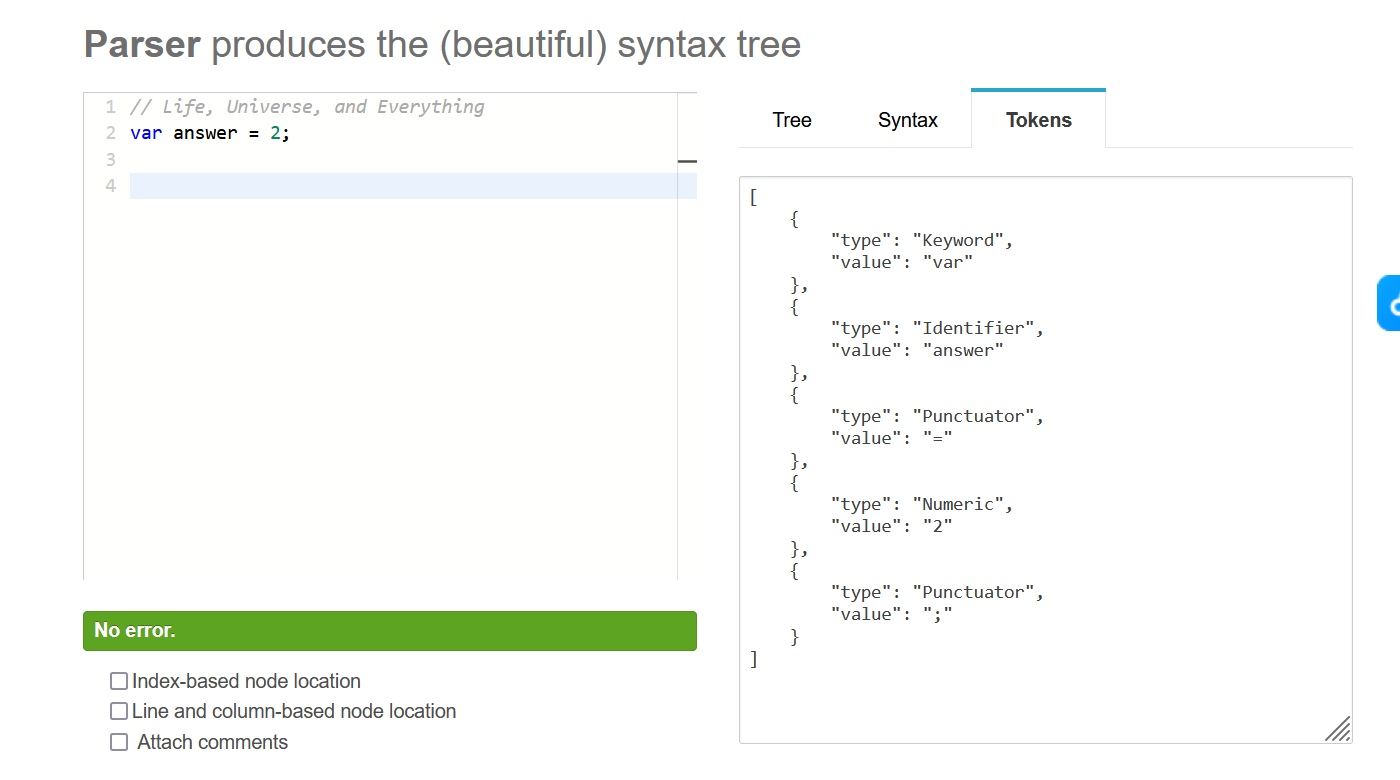 Parser produces the (beautiful) syntax tree
1 // Life, Universe, and Everything
2 var answer = 2;
3
4
No error.
Index-based node location
Line and column-based node location
Attach comments
Tree Syntax Tokens
[
    {
        "type": "Keyword",
        "value": "var"
    },
    {
        "type": "Identifier",
        "value": "answer"
    },
    {
        "type": "Punctuator",
        "value": "="
    },
    {
        "type": "Numeric",
        "value": "2"
    },
    {
        "type": "Punctuator",
        "value": ";"
    }
]